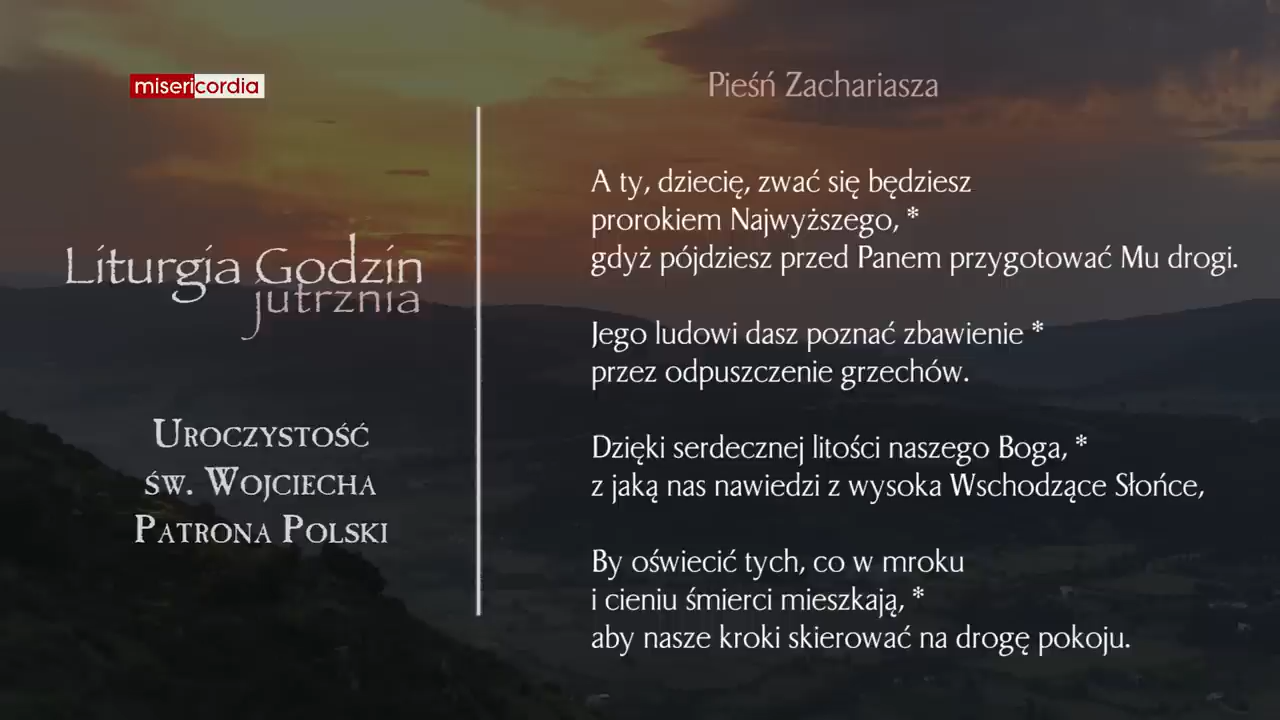 misericordia
Liturgia Godzin
jutrznia
Uroczystość
św. Wojciecha
Patrona Polski
Pieśń Zachariasza
A ty, dziecię, zwać się będziesz
prorokiem Najwyższego, *
gdyż pójdziesz przed Panem przygotować Mu drogi.
Jego ludowi dasz poznać zbawienie *
przez odpuszczenie grzechów.
Dzięki serdecznej litości naszego Boga, *
z jaką nas nawiedzi z wysoka Wschodzące Słońce,
By oświecić tych, co w mroku
i cieniu śmierci mieszkają, *
aby nasze kroki skierować na drogę pokoju.